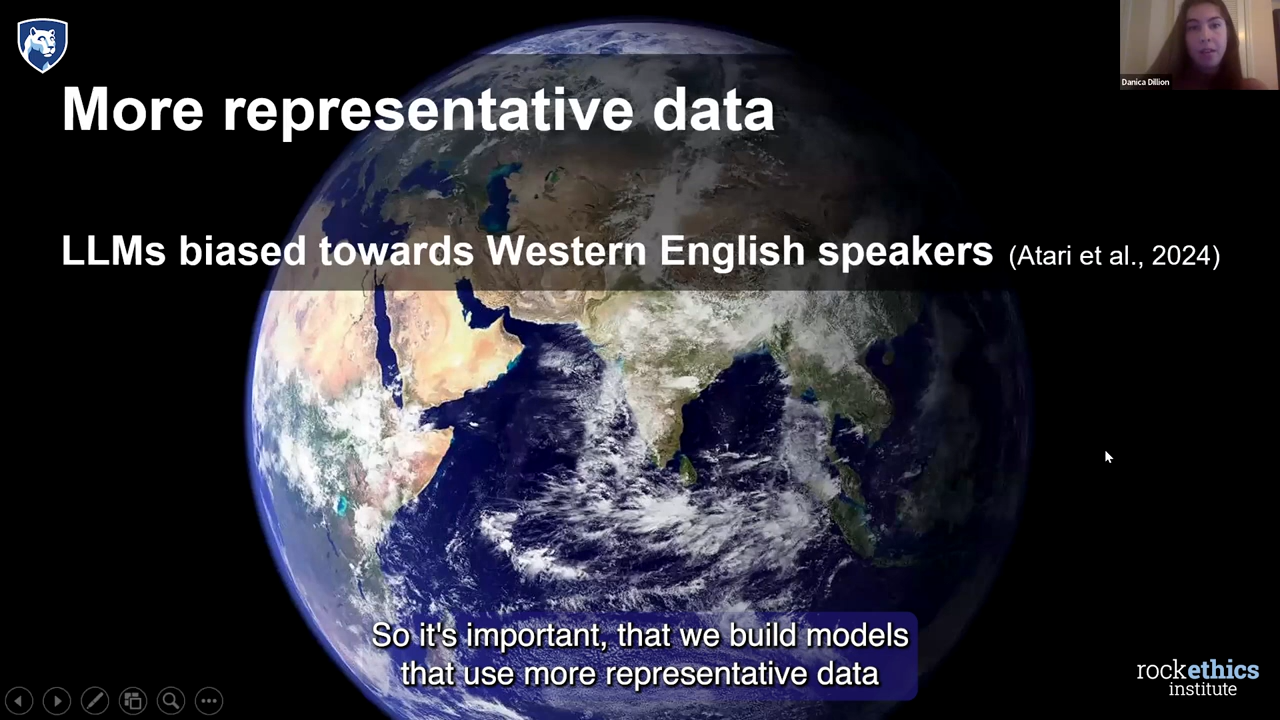 Danica Dillion
More representative data
LLMs biased towards Western English speakers (Atari et al., 2024)
So it's important, that we build models
that use more representative data
rockethics
institute